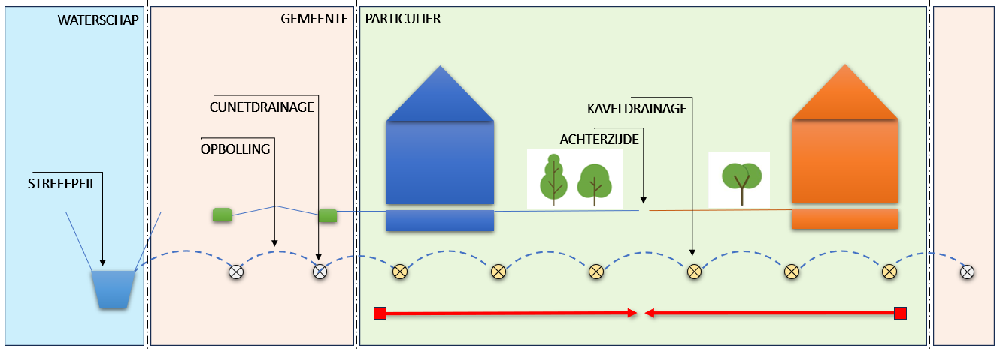 WATERSCHAP
GEMEENTE
PARTICULIER
CUNETDRAINAGE
KAVELDRAINAGE
OPBOLLING
ACHTERZIJDE
STREEFPEIL